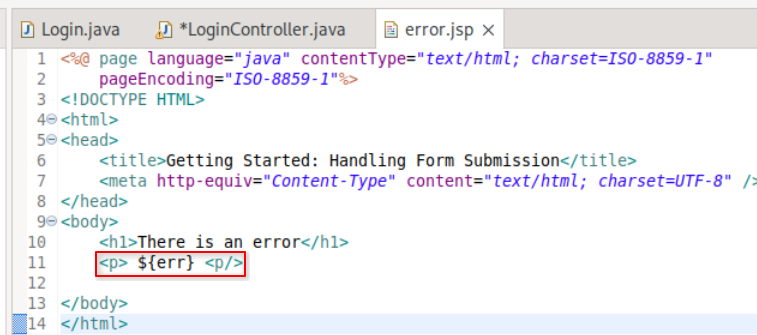 Login.java *LoginController.java error.jsp
1 <%@ page language="java" contentType="text/html; charset=ISO-8859-1"
2 pageEncoding="ISO-8859-1"%>
3 <!DOCTYPE HTML>
4 <html>
5 <head>
6 <title>Getting Started: Handling Form Submission</title>
7 <meta http-equiv="Content-Type" content="text/html; charset=UTF-8" />
8 </head>
9 <body>
10 <h1>There is an error</h1>
11 <p> ${err} <p/>
12
13 </body>
14 </html>